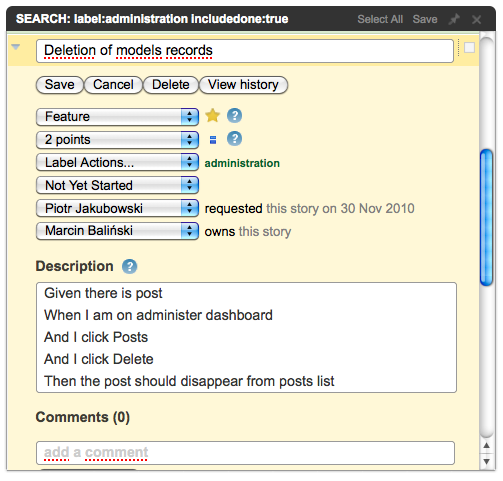 SEARCH: label:administration includedone:true Select All Save
Deletion of models records
Save Cancel Delete View history
Feature
2 points
Label Actions... administration
Not Yet Started
Piotr Jakubowski requested this story on 30 Nov 2010
Marcin Baliński owns this story
Description
Given there is post
When I am on administer dashboard
And I click Posts
And I click Delete
Then the post should disappear from posts list
Comments (0)
add a comment